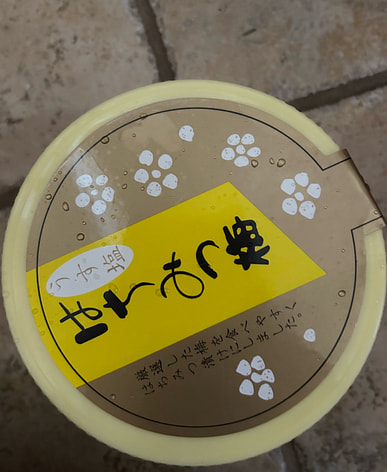 うす塩
はちみつ梅
厳選した梅を食べやすく
はちみつ漬けにしました。